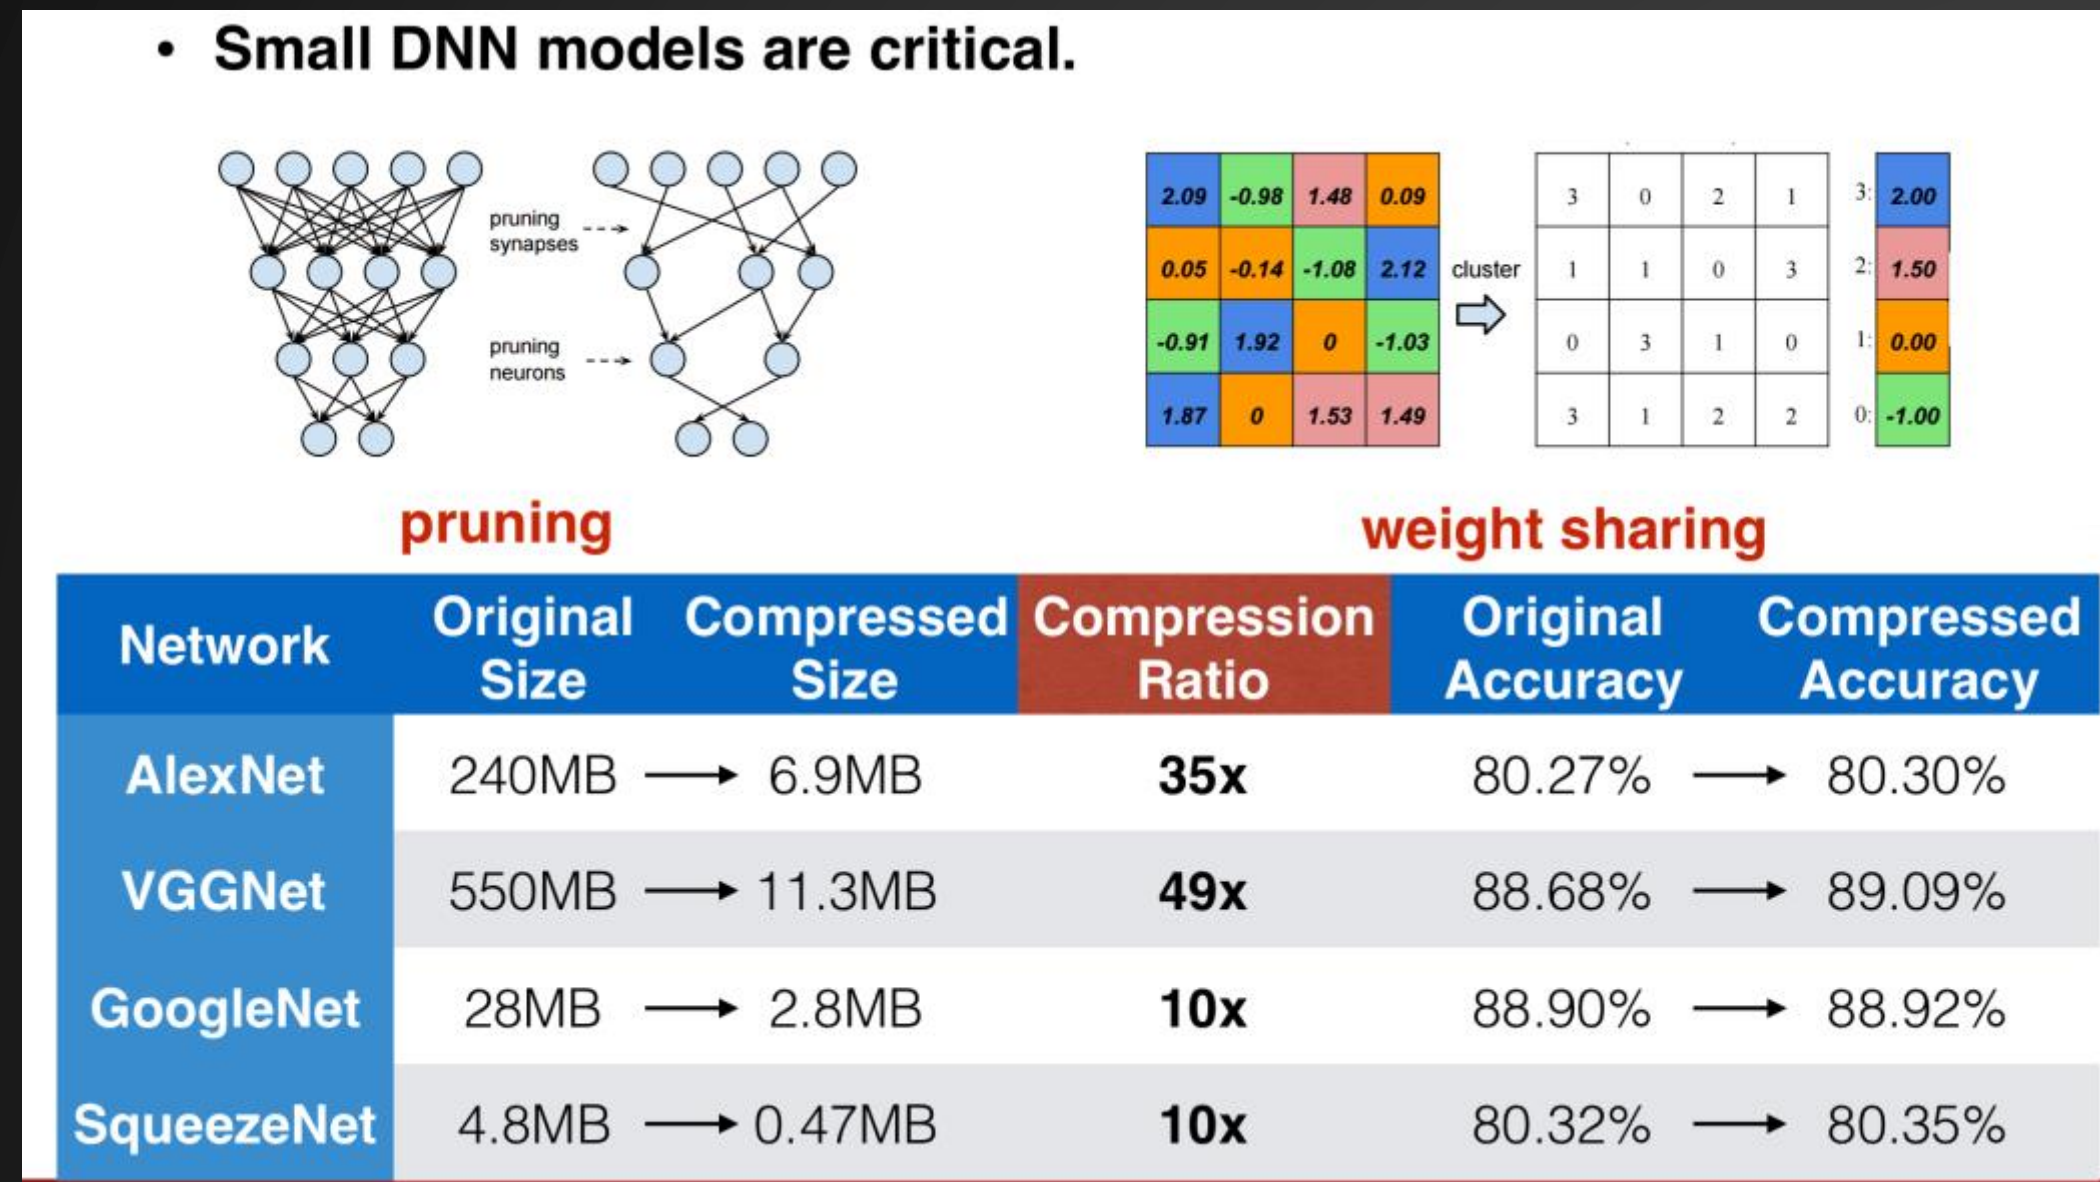 • Small DNN models are critical.
pruning
synapses
pruning
neurons
pruning
2.09 -0.98 1.48 0.09
0.05 -0.14 -1.08 2.12
-0.91 1.92 0 -1.03
1.87 0 1.53 1.49
cluster
3 0 2 1
1 1 0 3
0 3 1 0
3 1 2 2
3: 2.00
2: 1.50
1: 0.00
0: -1.00
weight sharing
Network Original Size Compressed Size Compression Ratio Original Accuracy Compressed Accuracy
AlexNet 240MB 6.9MB 35x 80.27% 80.30%
VGGNet 550MB 11.3MB 49x 88.68% 89.09%
GoogleNet 28MB 2.8MB 10x 88.90% 88.92%
SqueezeNet 4.8MB 0.47MB 10x 80.32% 80.35%